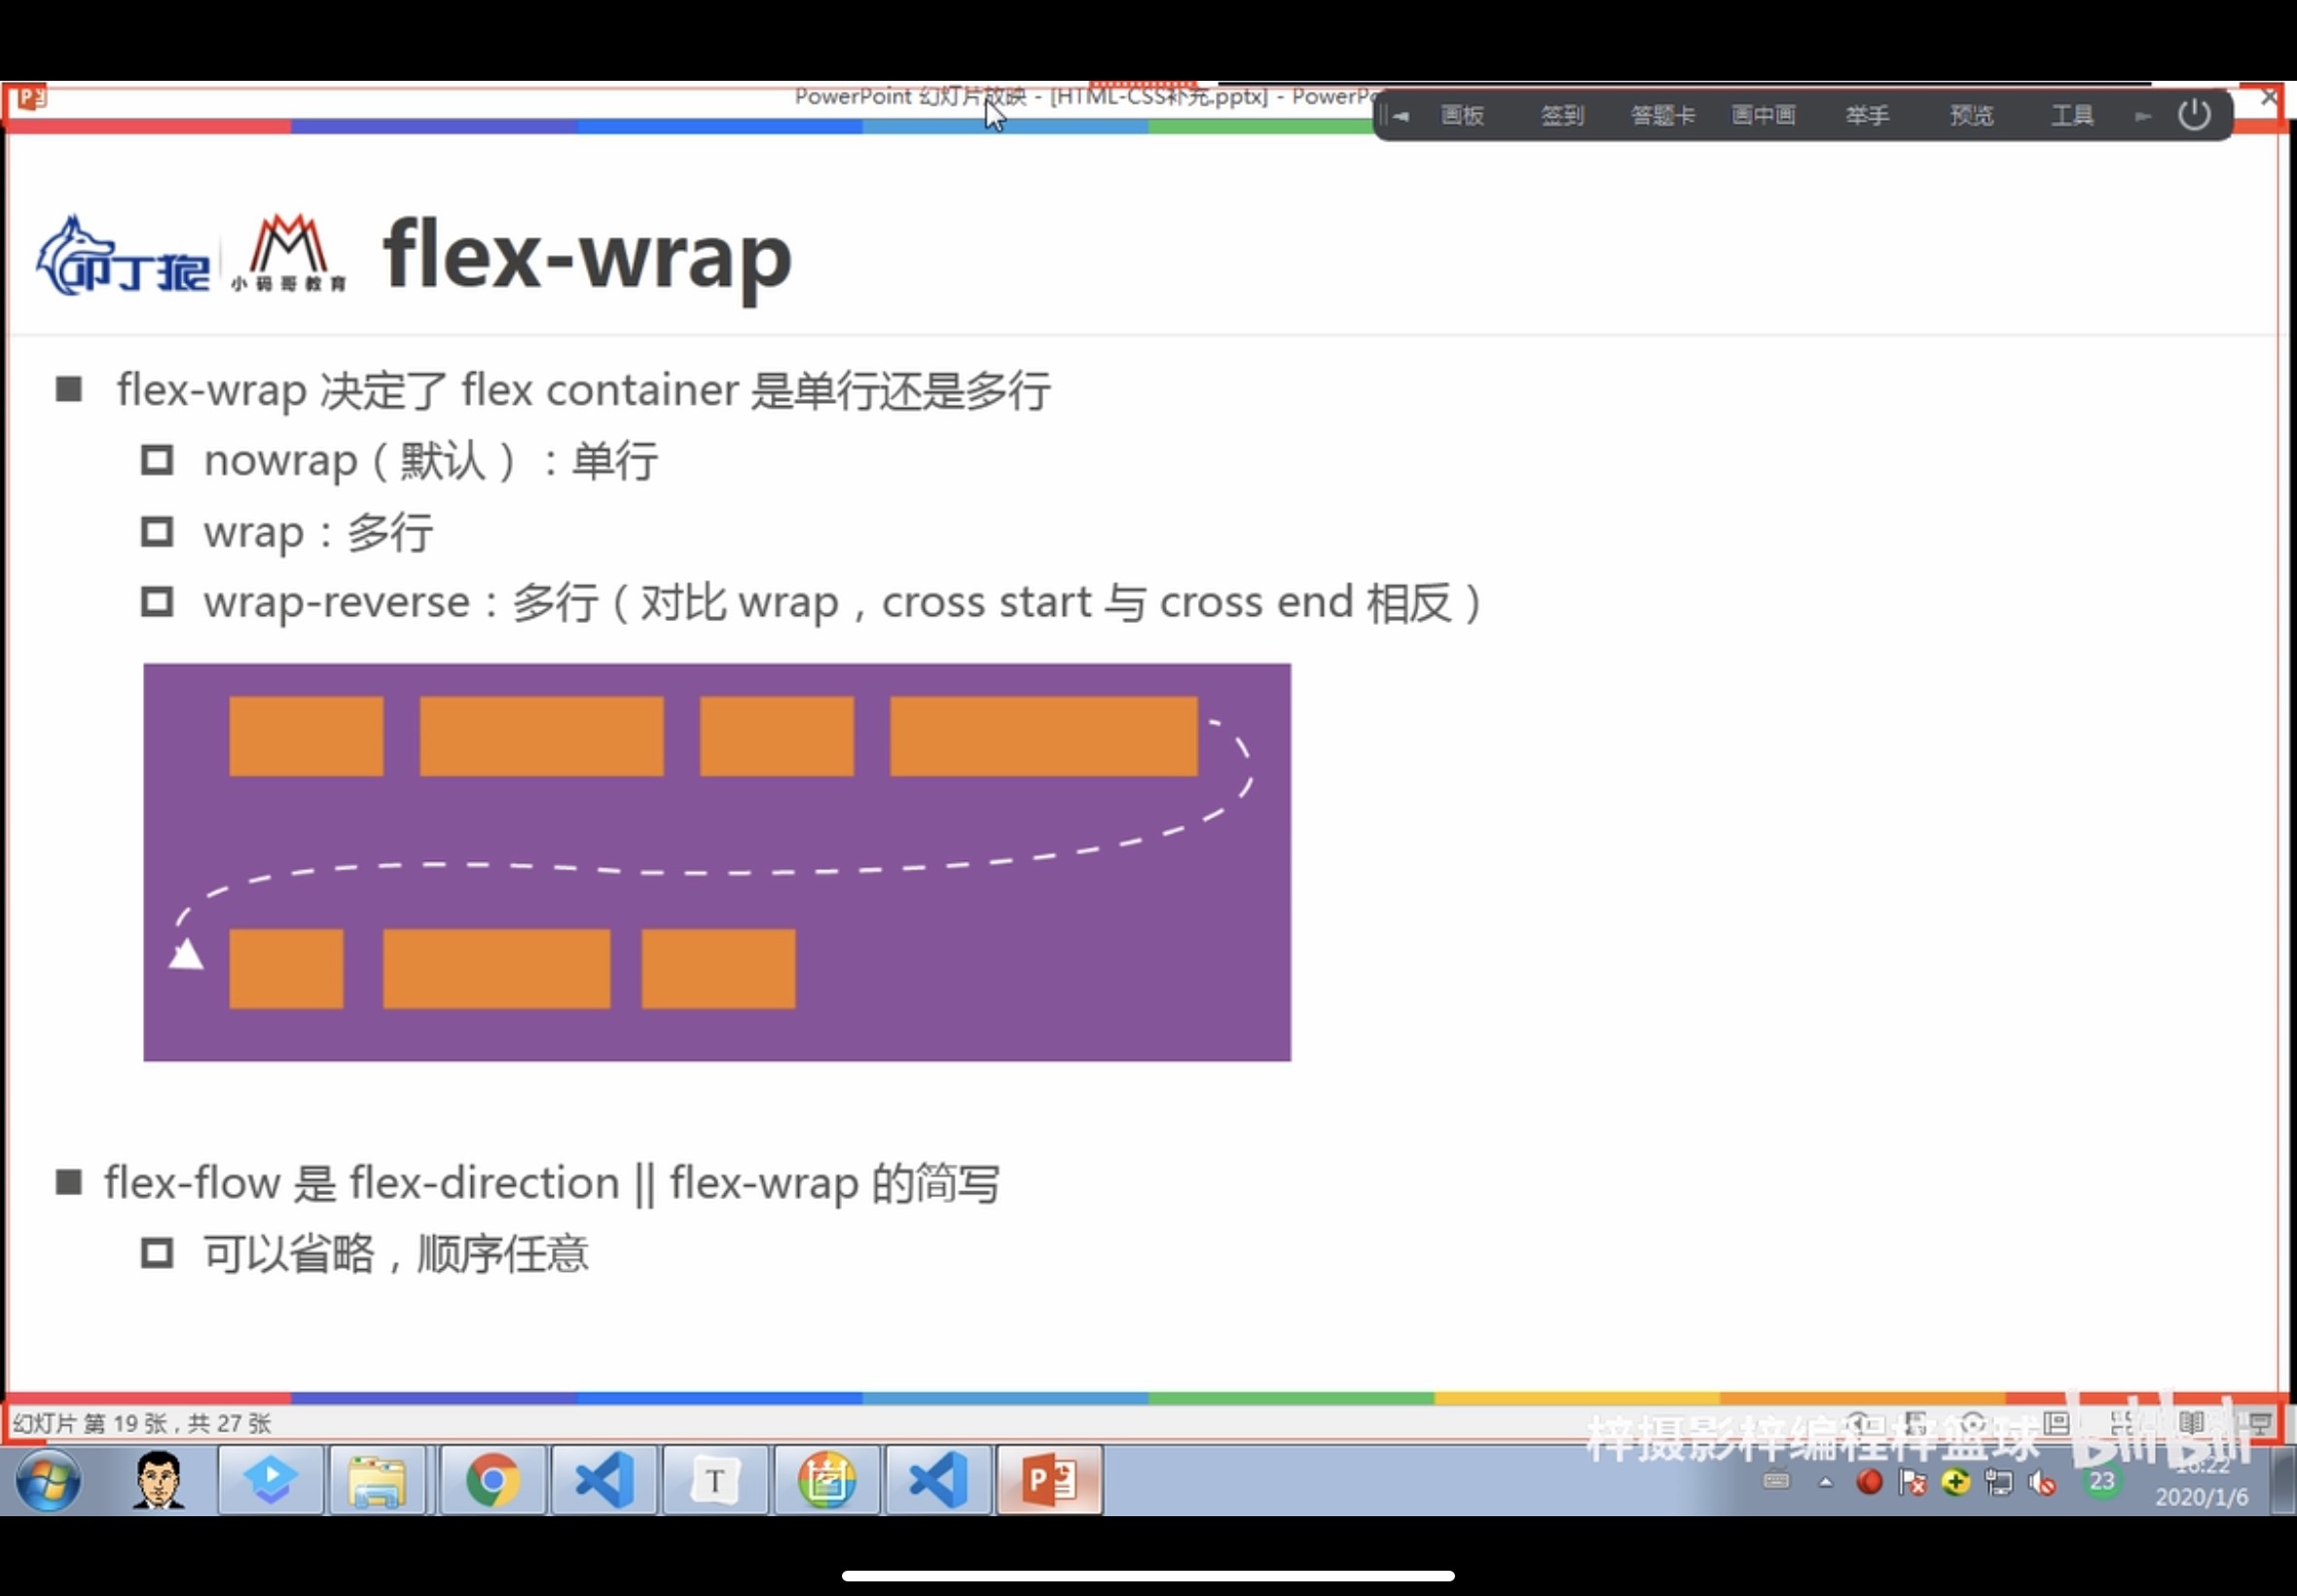 PowerPoint 幻灯片放映 - [HTML-CSS补充.pptx] - PowerPo
画板 签到 答题卡 画中画 举手 预览 工具
叩丁狼 小码哥教育
flex-wrap
flex-wrap 决定了 flex container 是单行还是多行
nowrap（默认）：单行
wrap：多行
wrap-reverse：多行（对比 wrap，cross start 与 cross end 相反）
flex-flow 是 flex-direction || flex-wrap 的简写
可以省略，顺序任意
幻灯片 第 19 张，共 27 张
梓摄影梓编程梓篮球 bilibili
T
23
16:22
2020/1/6